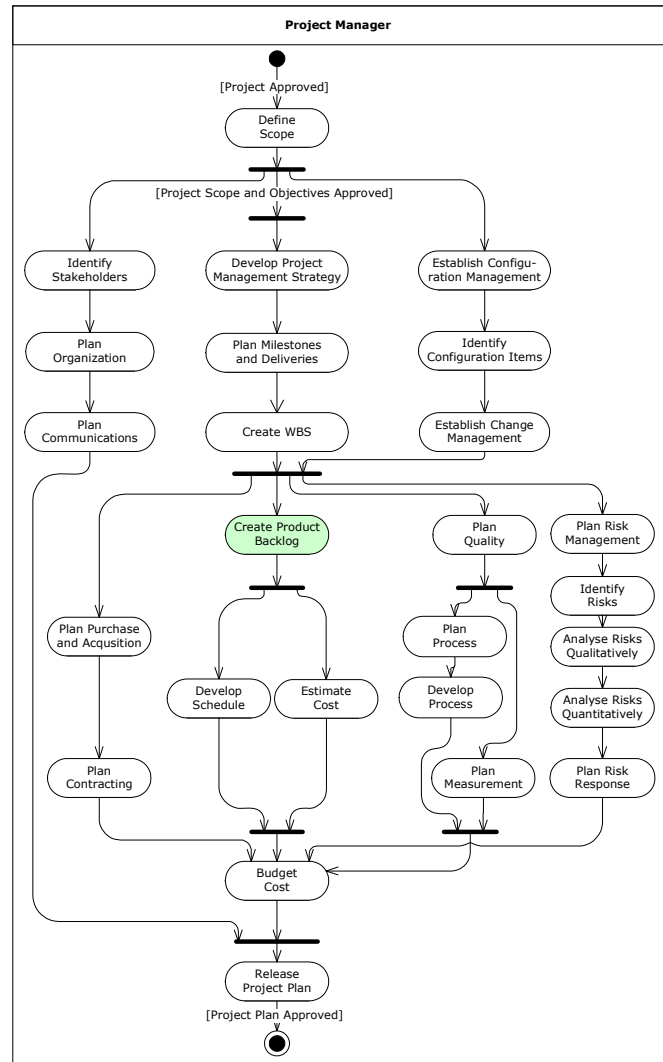 Project Manager
[Project Approved]
Define
Scope
[Project Scope and Objectives Approved]
Identify
Stakeholders
Develop Project
Management Strategy
Establish Configu-
ration Management
Plan
Organization
Plan Milestones
and Deliveries
Identify
Configuration Items
Plan
Communications
Create WBS
Establish Change
Management
Create Product
Backlog
Plan
Quality
Plan Risk
Management
Identify
Risks
Plan Purchase
and Acqusition
Plan
Process
Analyse Risks
Qualitatively
Develop
Schedule
Estimate
Cost
Develop
Process
Analyse Risks
Quantitatively
Plan
Contracting
Plan
Measurement
Plan Risk
Response
Budget
Cost
Release
Project Plan
[Project Plan Approved]